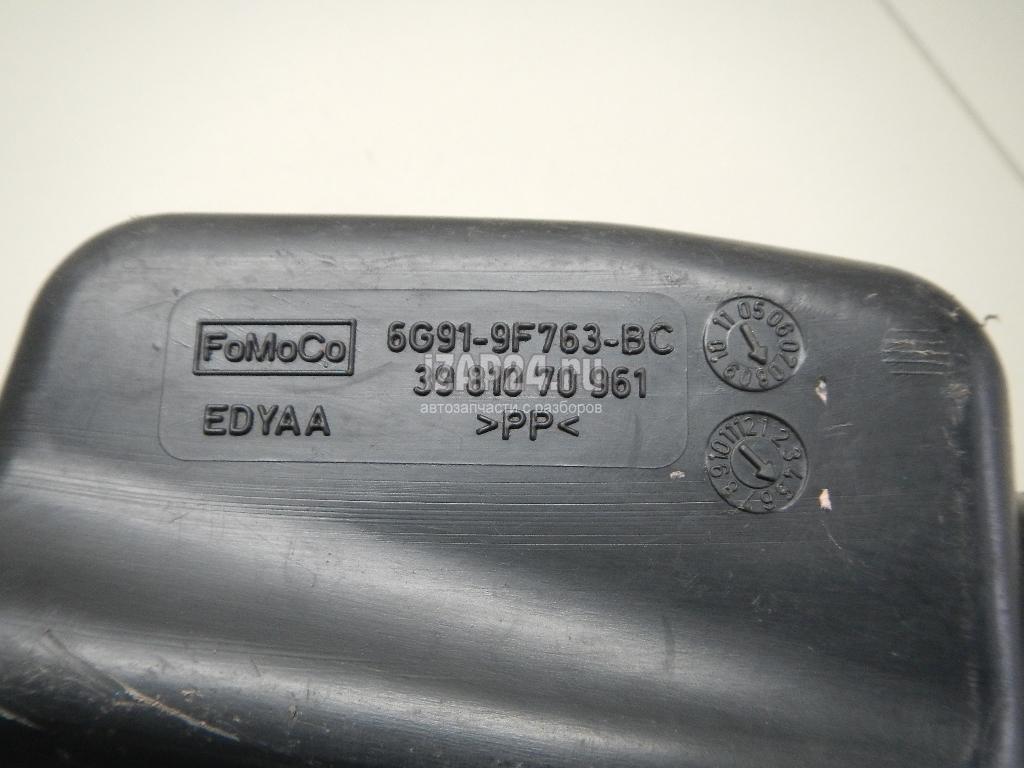 FoMoCo 6G91-9F763-BC
39 810 70 961
автозапчасти с разборов
EDYAA >PP<